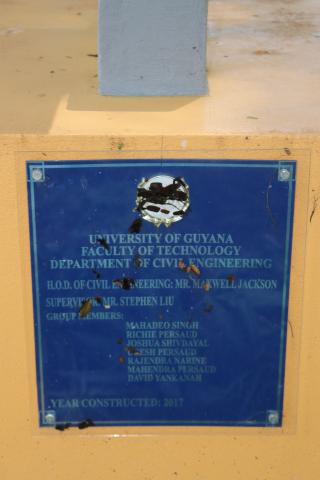 UNIVERSITY OF GUYANA
FACULTY OF TECHNOLOGY
DEPARTMENT OF CIVIL ENGINEERING
H.O.D. OF CIVIL ENGINEERING: MR. MAXWELL JACKSON
SUPERVISOR: MR. STEPHEN LIU
GROUP MEMBERS:
MAHADEO SINGH
RICHIE PERSAUD
JOSHUA SHIVDAYAL
PERSAUD
RAJENDRA NARINE
MAHENDRA PERSAUD
DAVID YANKANAH
YEAR CONSTRUCTED: 2017